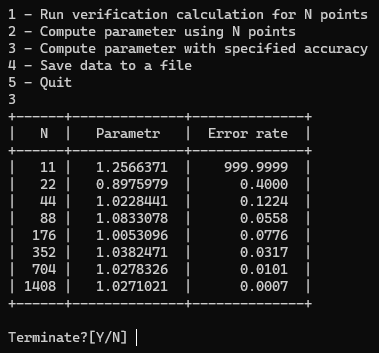 1 - Run verification calculation for N points
2 - Compute parameter using N points
3 - Compute parameter with specified accuracy
4 - Save data to a file
5 - Quit
3
+------+------------+--------------+
|  N  |  Parametr  |  Error rate  |
+------+------------+--------------+
|   11 |  1.2566371 |    999.9999  |
|   22 |  0.8975979 |      0.4000  |
|   44 |  1.0228441 |      0.1224  |
|   88 |  1.0833078 |      0.0558  |
|  176 |  1.0053096 |      0.0776  |
|  352 |  1.0382471 |      0.0317  |
|  704 |  1.0278326 |      0.0101  |
| 1408 |  1.0271021 |      0.0007  |
+------+------------+--------------+
Terminate?[Y/N]